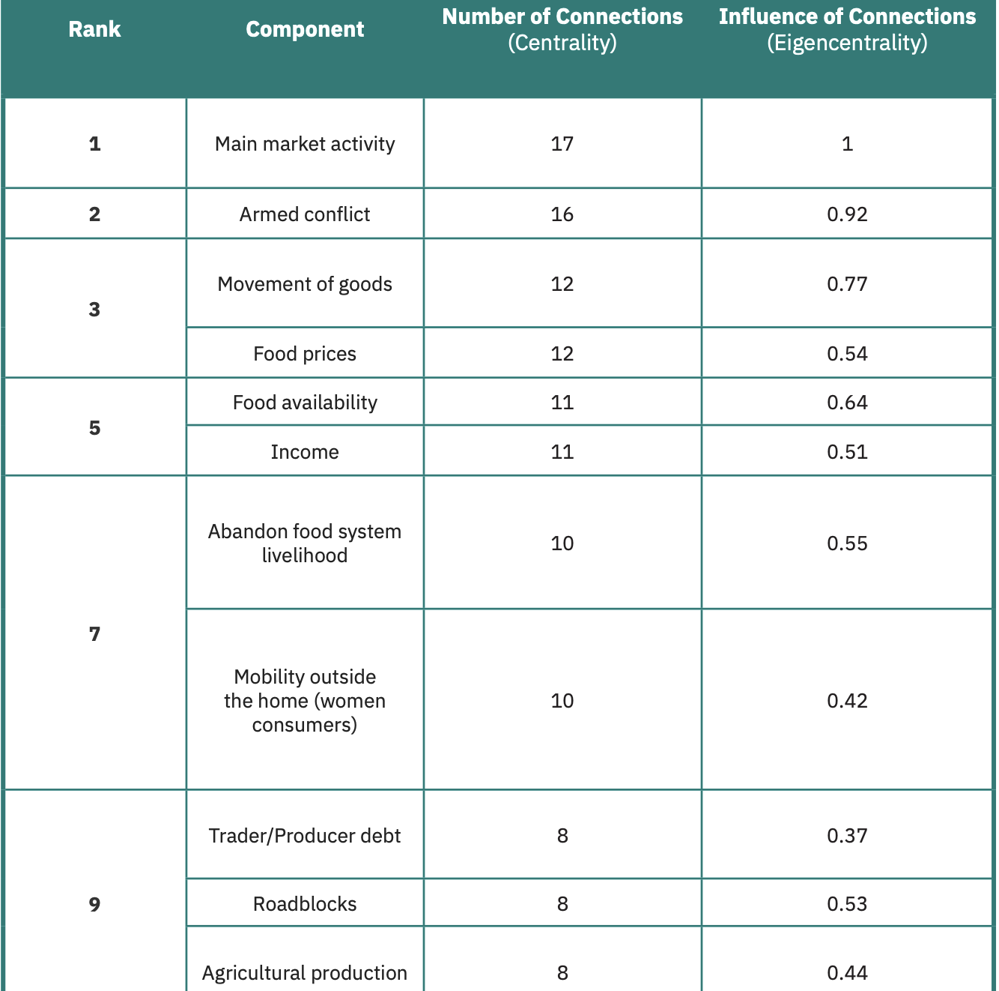 Rank Component Number of Connections (Centrality) Influence of Connections (Eigencentrality)
1 Main market activity 17 1
2 Armed conflict 16 0.92
3 Movement of goods 12 0.77
Food prices 12 0.54
5 Food availability 11 0.64
Income 11 0.51
7 Abandon food system livelihood 10 0.55
Mobility outside the home (women consumers) 10 0.42
9 Trader/Producer debt 8 0.37
Roadblocks 8 0.53
Agricultural production 8 0.44